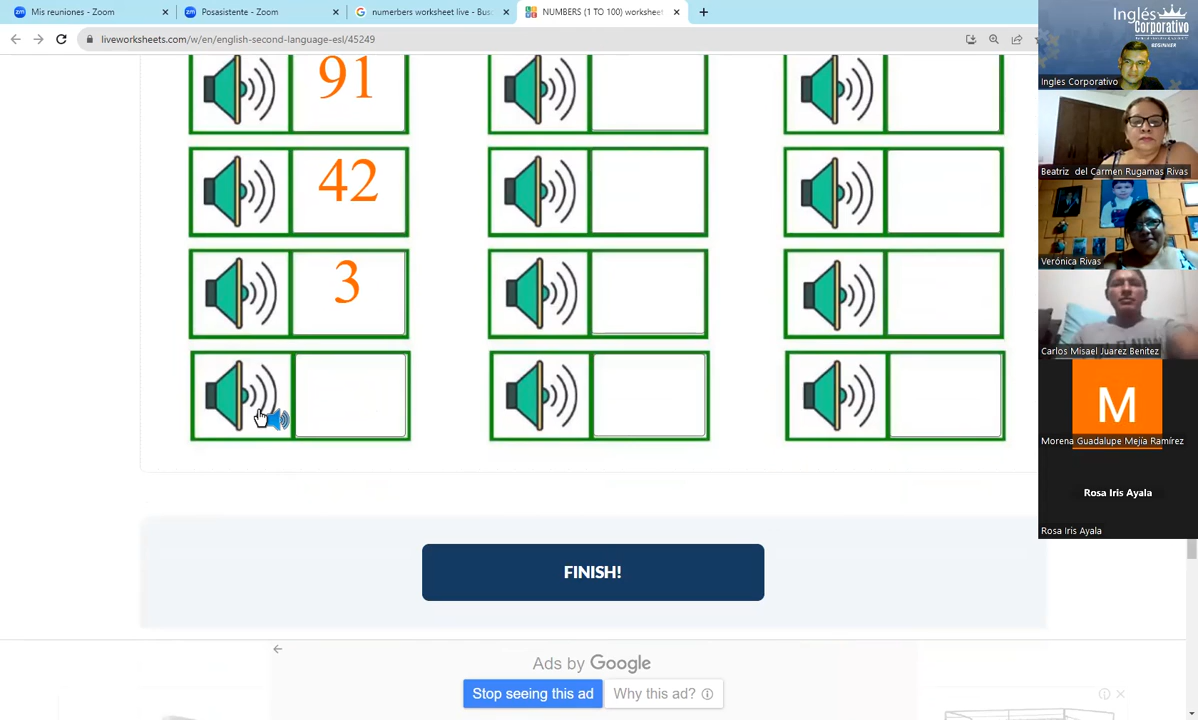 Mis reuniones - Zoom
Posasistente - Zoom
numerbers worksheet live - Bus
NUMBERS (1 TO 100) workshee
liveworksheets.com/w/en/english-second-language-esl/45249
Inglés
Corporativo
BEGINNER
Ingles Corporativo
Beatriz del Carmen Rugamas Rivas
Verónica Rivas
Carlos Misael Juarez Benitez
M
Morena Guadalupe Mejía Ramírez
Rosa Iris Ayala
Rosa Iris Ayala
91
42
3
FINISH!
Ads by Google
Stop seeing this ad
Why this ad?